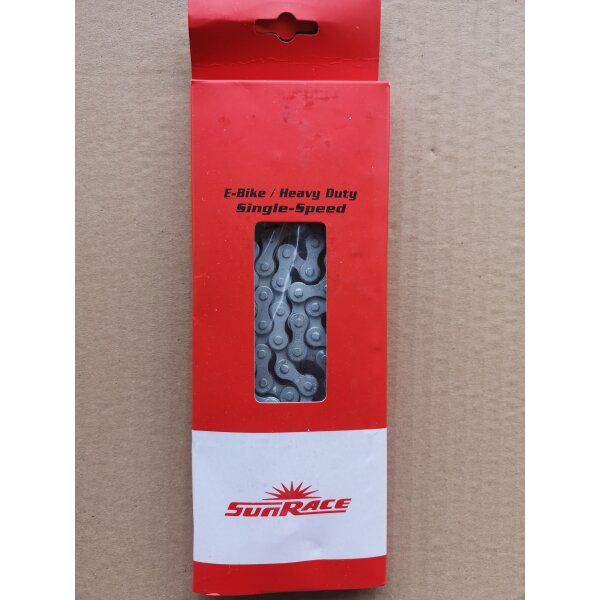 E-Bike / Heavy Duty
Single-Speed
SunRace